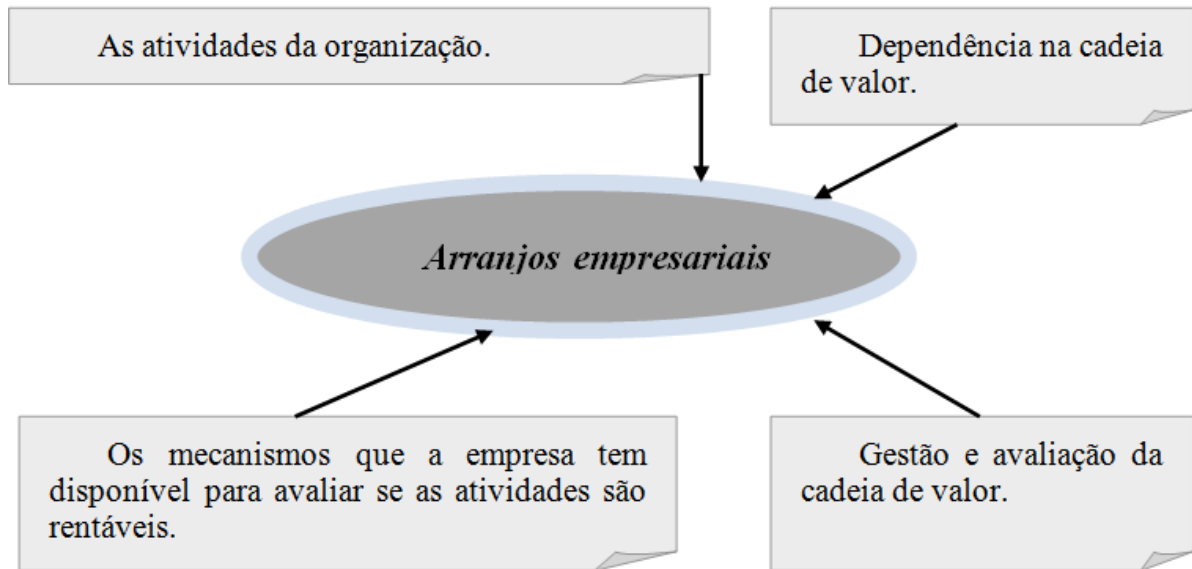 As atividades da organização.
Dependência na cadeia
de valor.
Arranjos empresariais
Os mecanismos que a empresa tem
disponível para avaliar se as atividades são
rentáveis.
Gestão e avaliação da
cadeia de valor.